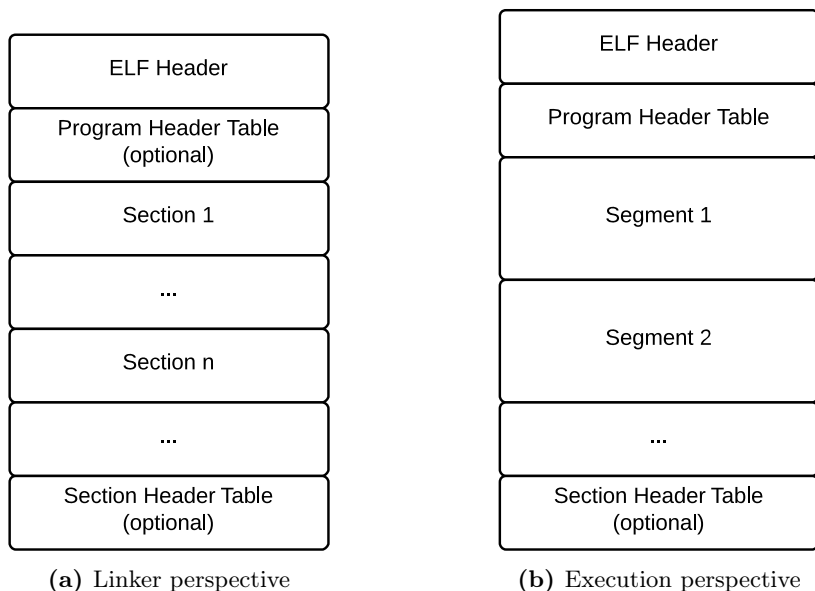 ELF Header
Program Header Table
(optional)
Section 1
...
Section n
...
Section Header Table
(optional)
(a) Linker perspective
ELF Header
Program Header Table
Segment 1
Segment 2
...
Section Header Table
(optional)
(b) Execution perspective